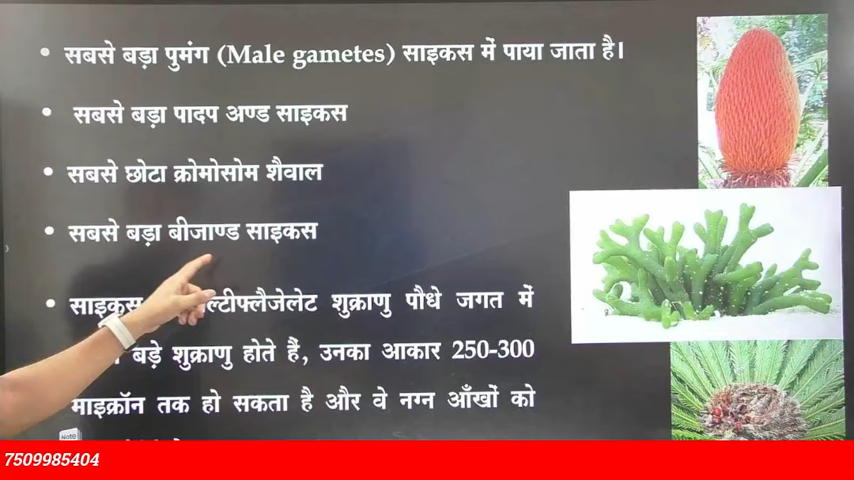 • सबसे बड़ा पुमंग (Male gametes) साइकस में पाया जाता है।
• सबसे बड़ा पादप अण्ड साइकस
• सबसे छोटा क्रोमोसोम शैवाल
• सबसे बड़ा बीजाण्ड साइकस
• साइकस ल्टीफ्लैजेलेट शुक्राणु पौधे जगत में
बड़े शुक्राणु होते हैं, उनका आकार 250-300
माइक्रॉन तक हो सकता है और वे नग्न आँखों को
Note
7509985404